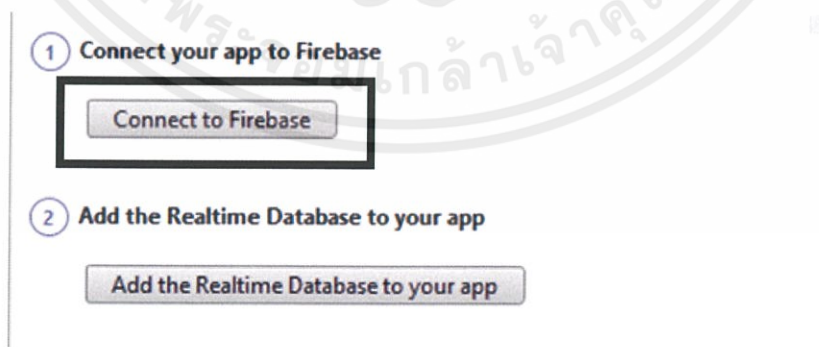 1 Connect your app to Firebase
Connect to Firebase
2 Add the Realtime Database to your app
Add the Realtime Database to your app